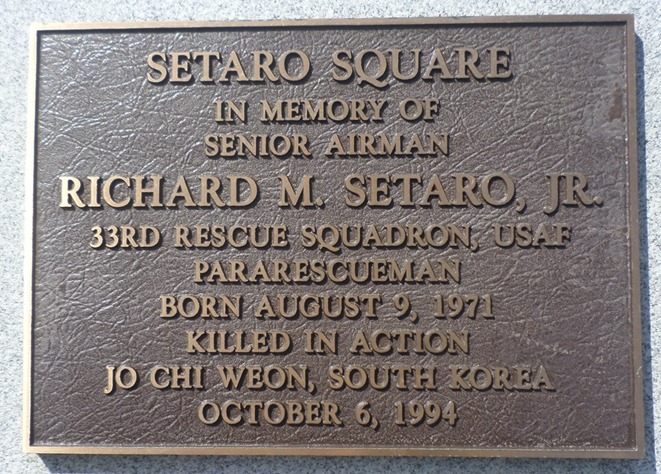 SETARO SQUARE
IN MEMORY OF
SENIOR AIRMAN
RICHARD M. SETARO, JR.
33RD RESCUE SQUADRON, USAF
PARARESCUEMAN
BORN AUGUST 9, 1971
KILLED IN ACTION
JO CHI WEON, SOUTH KOREA
OCTOBER 6, 1994